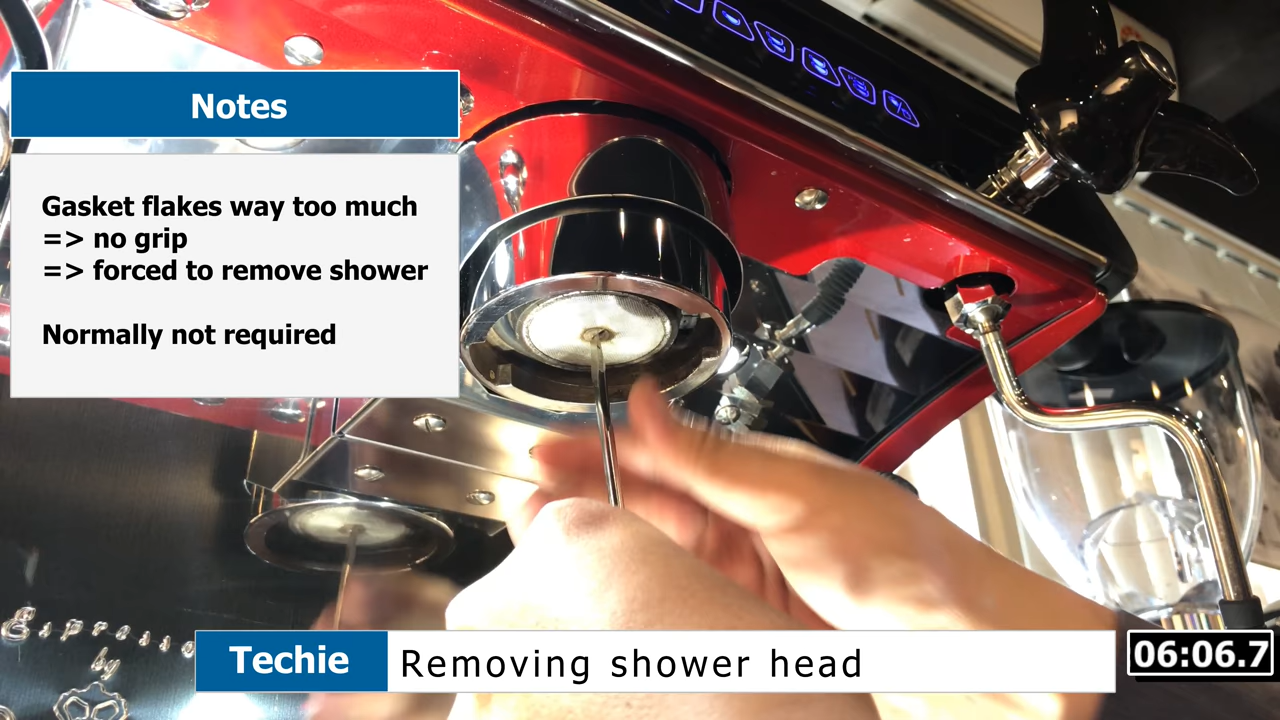 Notes
Gasket flakes way too much
=> no grip
=> forced to remove shower
Normally not required
by
Techie
Removing shower head
06:06.7